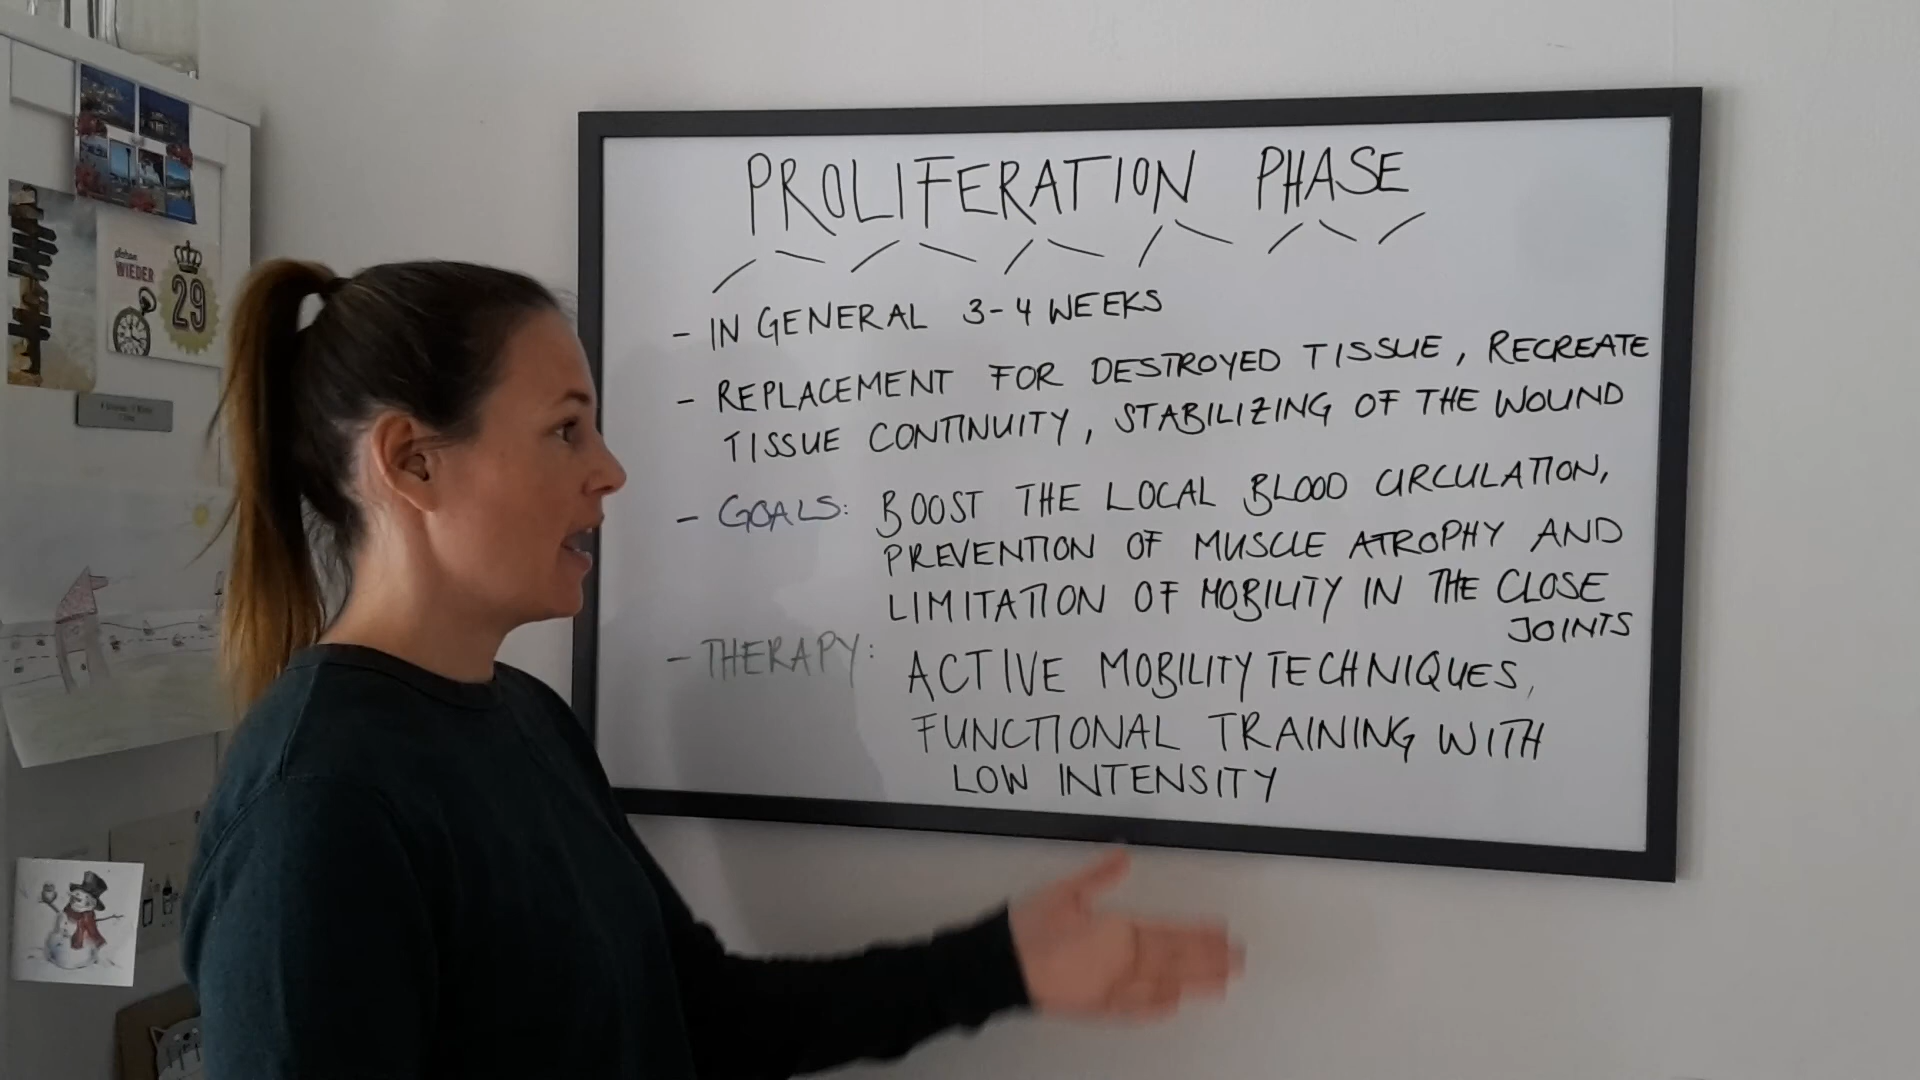 PROLIFERATION PHASE
- IN GENERAL 3-4 WEEKS
- REPLACEMENT FOR DESTROYED TISSUE, RECREATE
TISSUE CONTINUITY, STABILIZING OF THE WOUND
- GOALS: BOOST THE LOCAL BLOOD CIRCULATION,
PREVENTION OF MUSCLE ATROPHY AND
LIMITATION OF MOBILITY IN THE CLOSE
JOINTS
- THERAPY: ACTIVE MOBILITY TECHNIQUES,
FUNCTIONAL TRAINING WITH
LOW INTENSITY
WIEDER
29